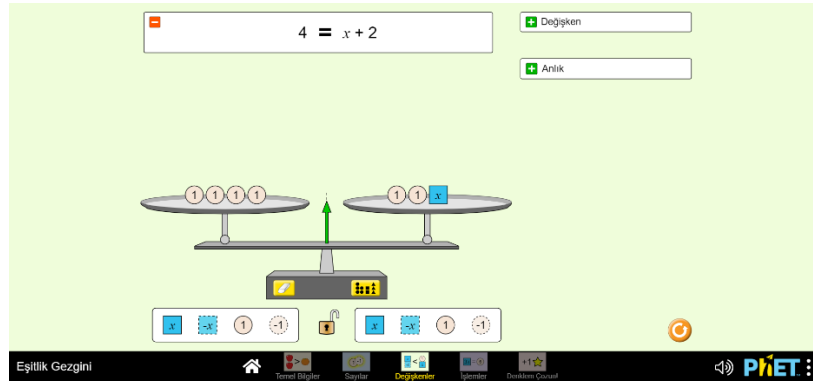 4 = x + 2
Değişken
Anlık
1 1 1 1
1 1 x
x -x 1 -1
x -x 1 -1
Eşitlik Gezgini
Temel Bilgiler
Sayılar
Değişkenler
İşlemler
+1
Denklemi Çözün!
PhET